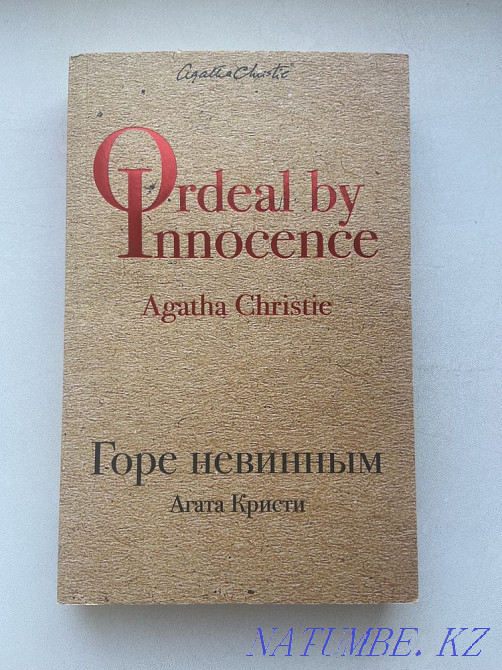 Agatha Christie
Ordeal by
Innocence
Agatha Christie
Горе невинным
Агата Кристи
NATUMBE. KZ